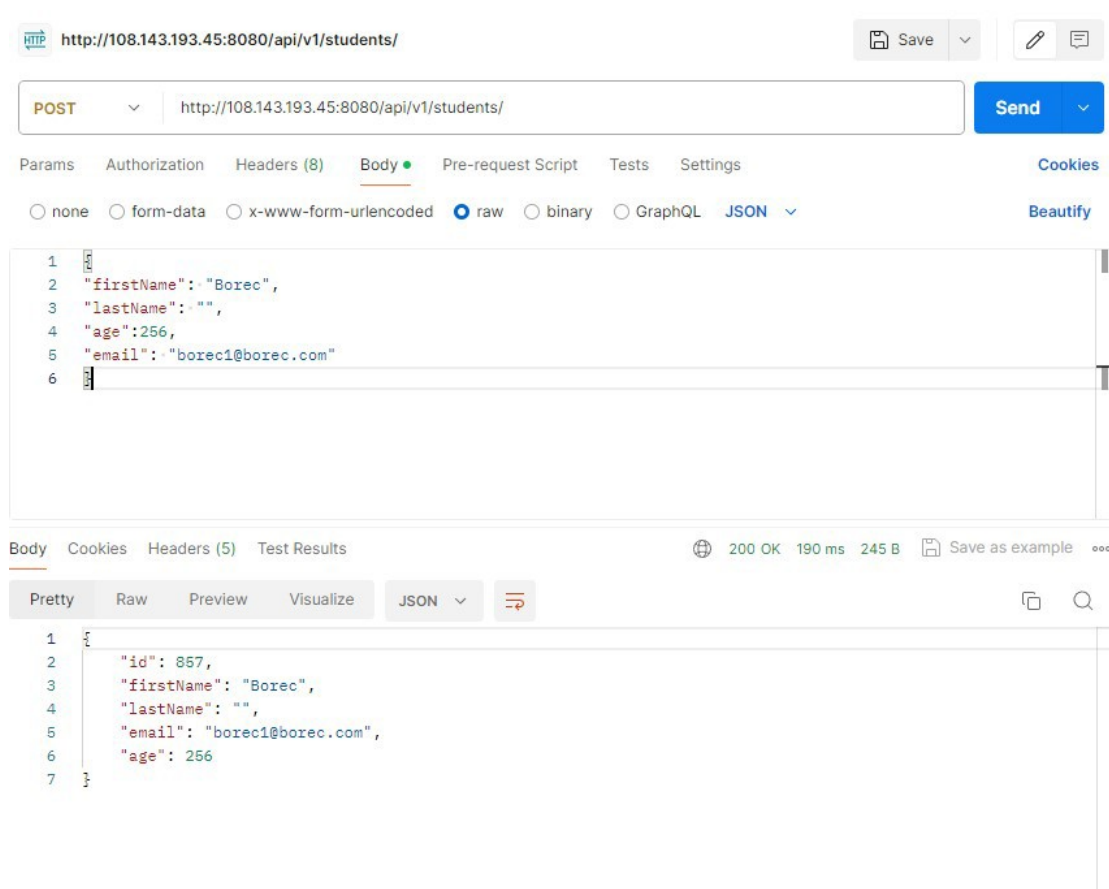 HTTP http://108.143.193.45:8080/api/v1/students/ Save
POST http://108.143.193.45:8080/api/v1/students/ Send
Params Authorization Headers (8) Body Pre-request Script Tests Settings Cookies
none form-data x-www-form-urlencoded raw binary GraphQL JSON Beautify
1 {
2 "firstName": "Borec",
3 "lastName": "",
4 "age":256,
5 "email": "borec1@borec.com"
6 }
Body Cookies Headers (5) Test Results 200 OK 190 ms 245 B Save as example
Pretty Raw Preview Visualize JSON
1 {
2 "id": 857,
3 "firstName": "Borec",
4 "lastName": "",
5 "email": "borec1@borec.com",
6 "age": 256
7 }